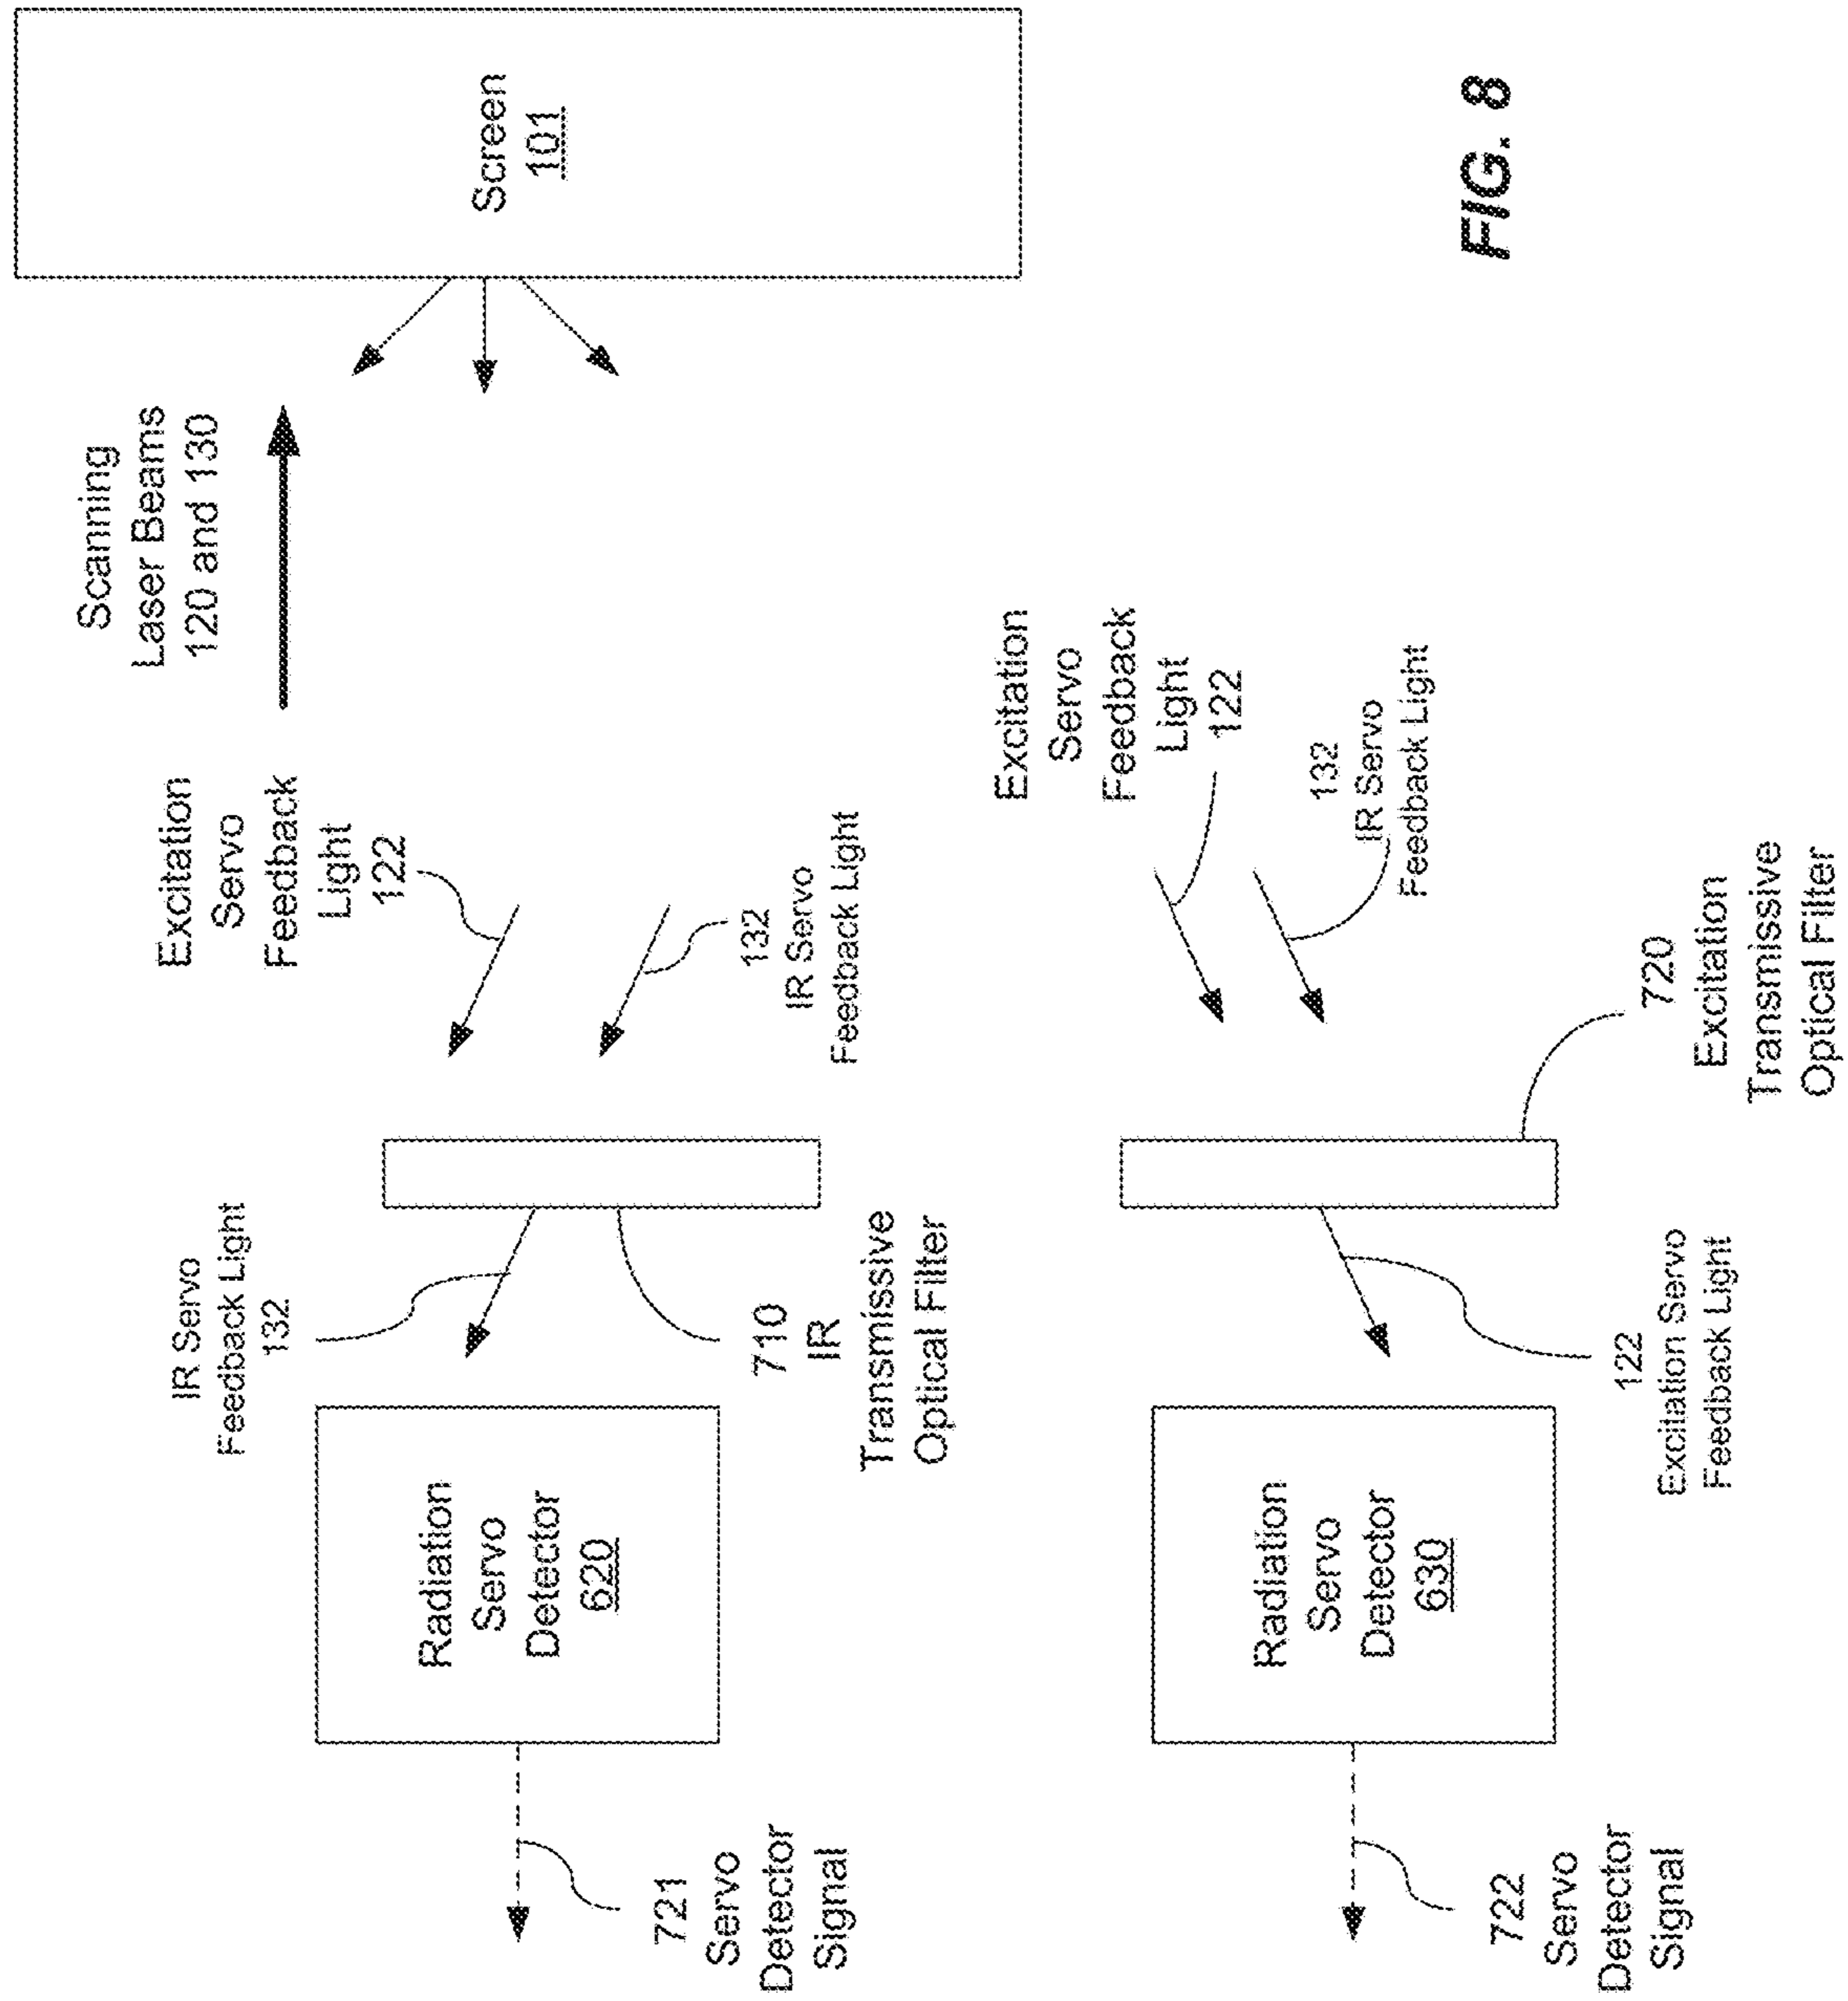 Scanning
Laser Beams
120 and 130
Screen
101
Excitation
Servo
Feedback
Light
122
132
IR Servo
Feedback Light
IR Servo
Feedback Light
132
710
IR
Transmissive
Optical Filter
Radiation
Servo
Detector
620
721
Servo
Detector
Signal
Excitation
Servo
Feedback
Light
122
132
IR Servo
Feedback Light
720
Excitation
Transmissive
Optical Filter
122
Excitation Servo
Feedback Light
Radiation
Servo
Detector
630
722
Servo
Detector
Signal
FIG. 8